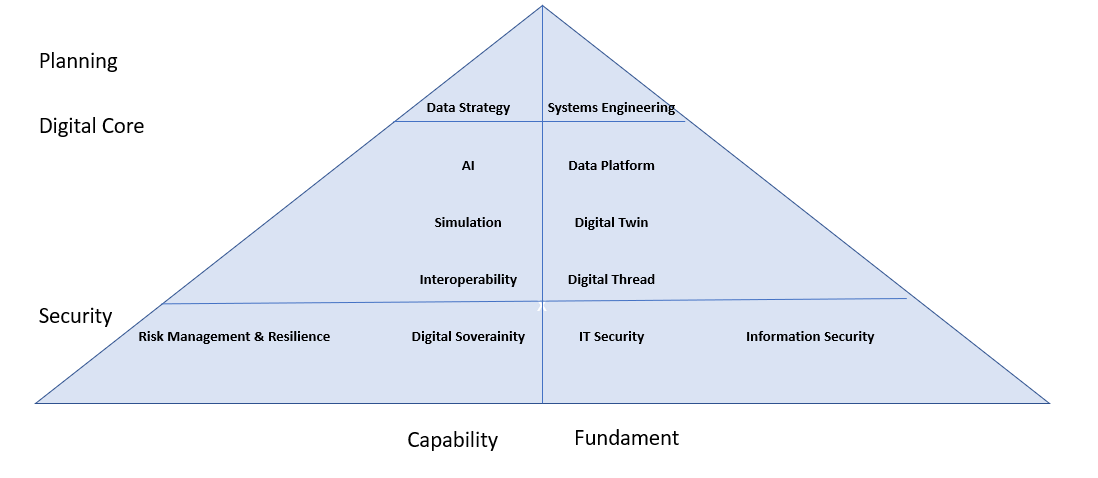 Planning
Data Strategy Systems Engineering
Digital Core
AI Data Platform
Simulation Digital Twin
Interoperability Digital Thread
Security
Risk Management & Resilience Digital Soverainity IT Security Information Security
Capability Fundament